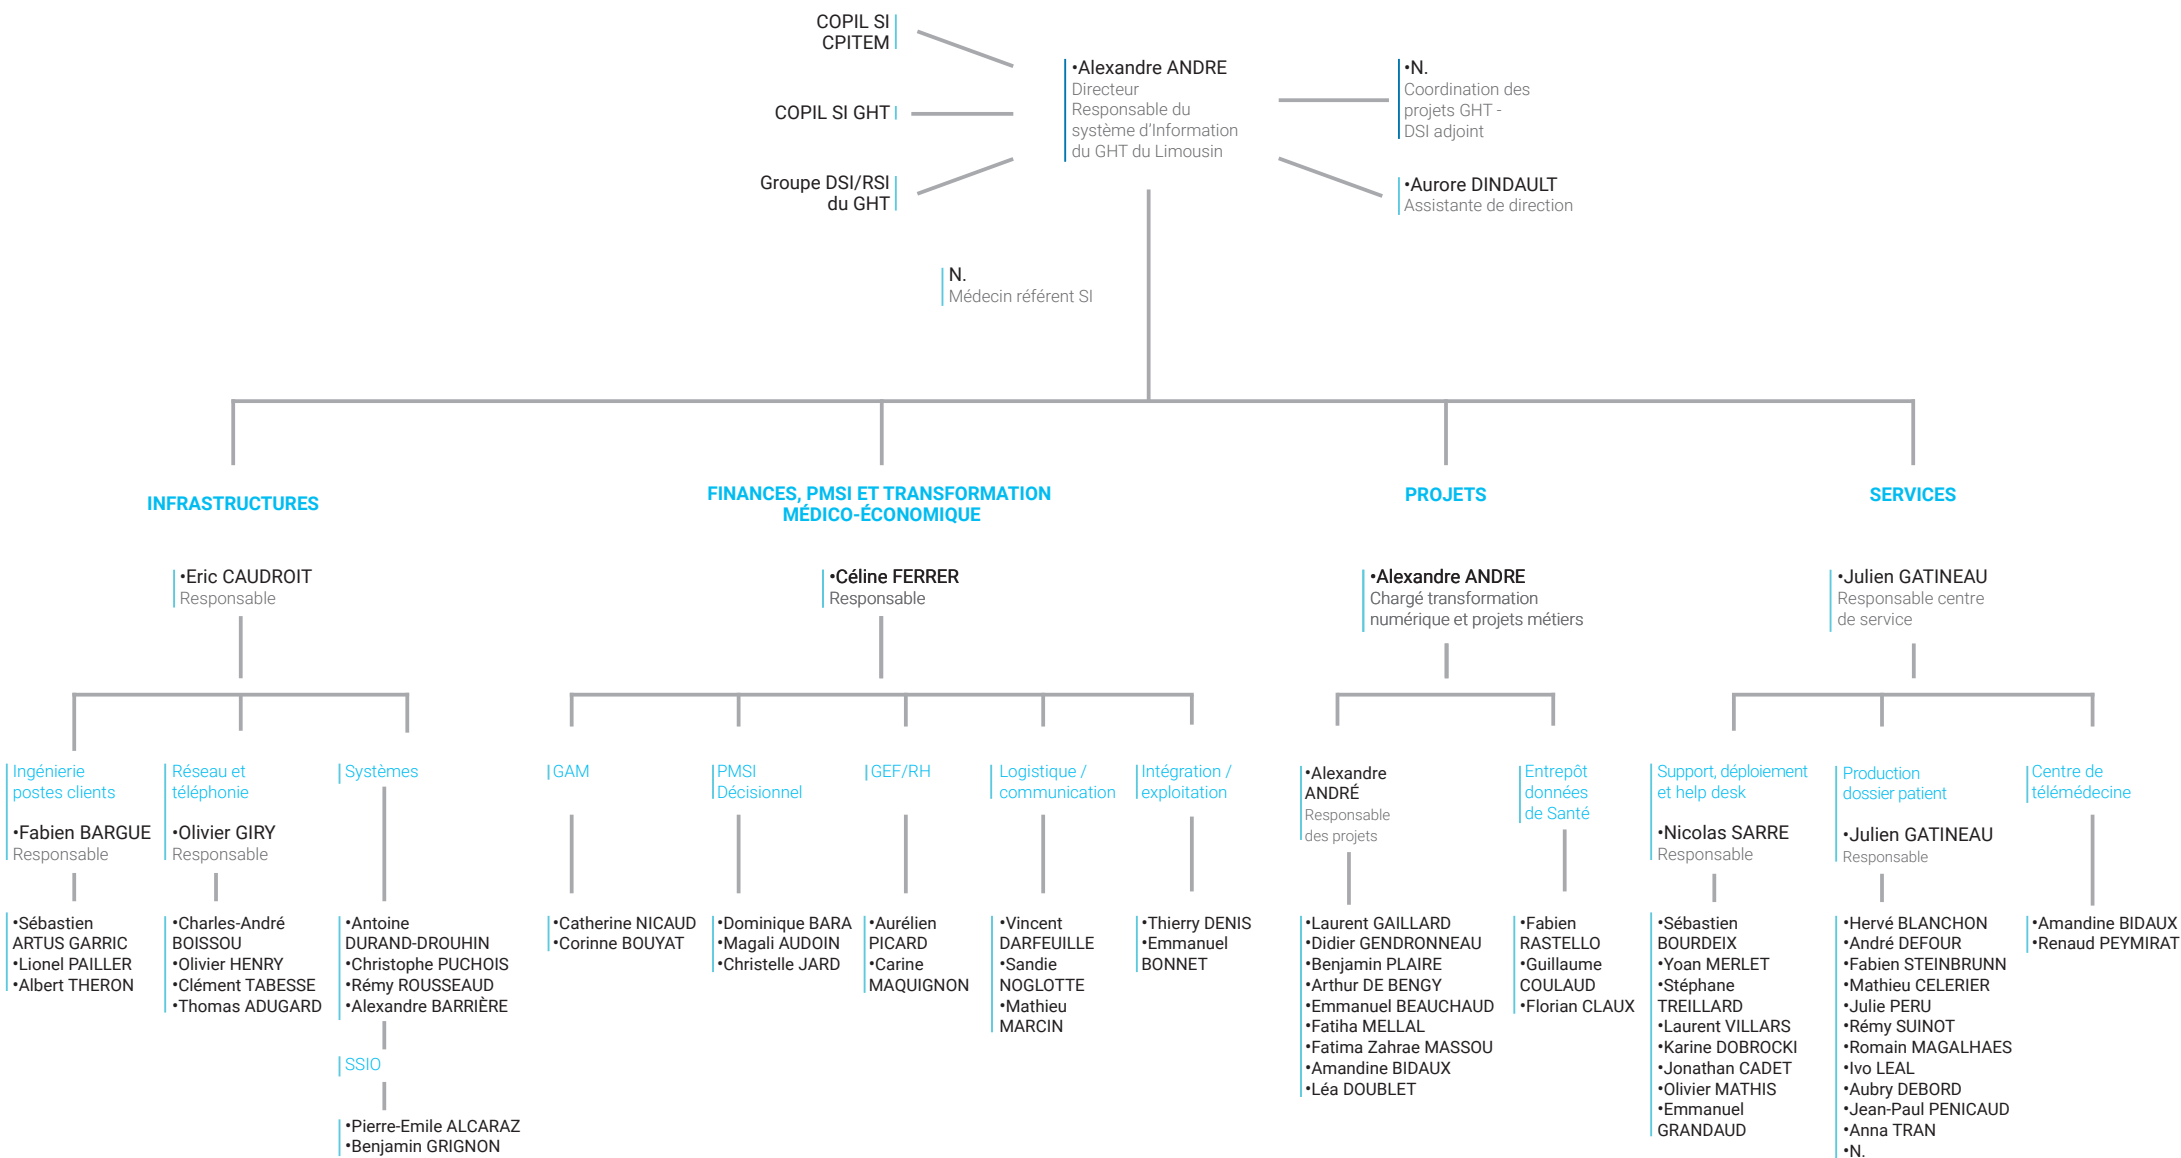 COPIL SI
CPITEM
COPIL SI GHT
Groupe DSI/RSI
du GHT
•Alexandre ANDRE
Directeur
Responsable du
système d'Information
du GHT du Limousin
•N.
Coordination des
projets GHT -
DSI adjoint
•Aurore DINDAULT
Assistante de direction
N.
Médecin référent SI
INFRASTRUCTURES
•Eric CAUDROIT
Responsable
Ingénierie
postes clients
•Fabien BARGUE
Responsable
•Sébastien
ARTUS GARRIC
•Lionel PAILLER
•Albert THERON
Réseau et
téléphonie
•Olivier GIRY
Responsable
•Charles-André
BOISSOU
•Olivier HENRY
•Clément TABESSE
•Thomas ADUGARD
Systèmes
•Antoine
DURAND-DROUHIN
•Christophe PUCHOIS
•Rémy ROUSSEAUD
•Alexandre BARRIÈRE
SSIO
•Pierre-Emile ALCARAZ
•Benjamin GRIGNON
FINANCES, PMSI ET TRANSFORMATION
MÉDICO-ÉCONOMIQUE
•Céline FERRER
Responsable
GAM
•Catherine NICAUD
•Corinne BOUYAT
PMSI
Décisionnel
•Dominique BARA
•Magali AUDOIN
•Christelle JARD
GEF/RH
•Aurélien
PICARD
•Carine
MAQUIGNON
Logistique /
communication
•Vincent
DARFEUILLE
•Sandie
NOGLOTTE
•Mathieu
MARCIN
Intégration /
exploitation
•Thierry DENIS
•Emmanuel
BONNET
PROJETS
•Alexandre ANDRE
Chargé transformation
numérique et projets métiers
•Alexandre
ANDRÉ
Responsable
des projets
•Laurent GAILLARD
•Didier GENDRONNEAU
•Benjamin PLAIRE
•Arthur DE BENGY
•Emmanuel BEAUCHAUD
•Fatiha MELLAL
•Fatima Zahrae MASSOU
•Amandine BIDAUX
•Léa DOUBLET
Entrepôt
données
de Santé
•Fabien
RASTELLO
•Guillaume
COULAUD
•Florian CLAUX
SERVICES
•Julien GATINEAU
Responsable centre
de service
Support, déploiement
et help desk
•Nicolas SARRE
Responsable
•Sébastien
BOURDEIX
•Yoan MERLET
•Stéphane
TREILLARD
•Laurent VILLARS
•Karine DOBROCKI
•Jonathan CADET
•Olivier MATHIS
•Emmanuel
GRANDAUD
Production
dossier patient
•Julien GATINEAU
Responsable
•Hervé BLANCHON
•André DEFOUR
•Fabien STEINBRUNN
•Mathieu CELERIER
•Julie PERU
•Rémy SUINOT
•Romain MAGALHAES
•Ivo LEAL
•Aubry DEBORD
•Jean-Paul PENICAUD
•Anna TRAN
•N.
Centre de
télémédecine
•Amandine BIDAUX
•Renaud PEYMIRAT